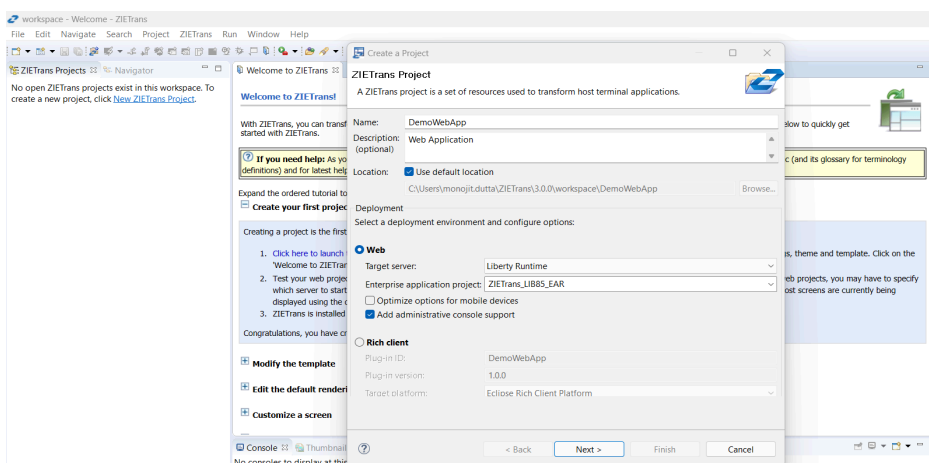 workspace - Welcome - ZIETrans
File Edit Navigate Search Project ZIETrans Run Window Help
ZIETrans Projects
Navigator
No open ZIETrans projects exist in this workspace. To
create a new project, click New ZIETrans Project.
Welcome to ZIETrans
Welcome to ZIETrans!
With ZIETrans, you can transf
started with ZIETrans.
If you need help: As yo
definitions) and for latest help
Expand the ordered tutorial to
Create your first projec
Creating a project is the first
1. Click here to launch
'Welcome to ZIETran
2. Test your web projec
which server to start
displayed using the d
3. ZIETrans is installed
Congratulations, you have cr
Modify the template
Edit the default renderi
Customize a screen
Console
Thumbnail
No consoles to display at this
Create a Project
ZIETrans Project
A ZIETrans project is a set of resources used to transform host terminal applications.
Name: DemoWebApp
Description: Web Application
(optional)
Location: Use default location
C:\Users\monojit.dutta\ZIETrans\3.0.0\workspace\DemoWebApp Browse...
Deployment
Select a deployment environment and configure options:
Web
Target server: Liberty Runtime
Enterprise application project: ZIETrans_LIB85_EAR
Optimize options for mobile devices
Add administrative console support
Rich client
Plug-in ID: DemoWebApp
Plug-in version: 1.0.0
Target platform: Eclipse Rich Client Platform
< Back Next > Finish Cancel
elow to quickly get
c (and its glossary for terminology
s, theme and template. Click on the
eb projects, you may have to specify
ost screens are currently being